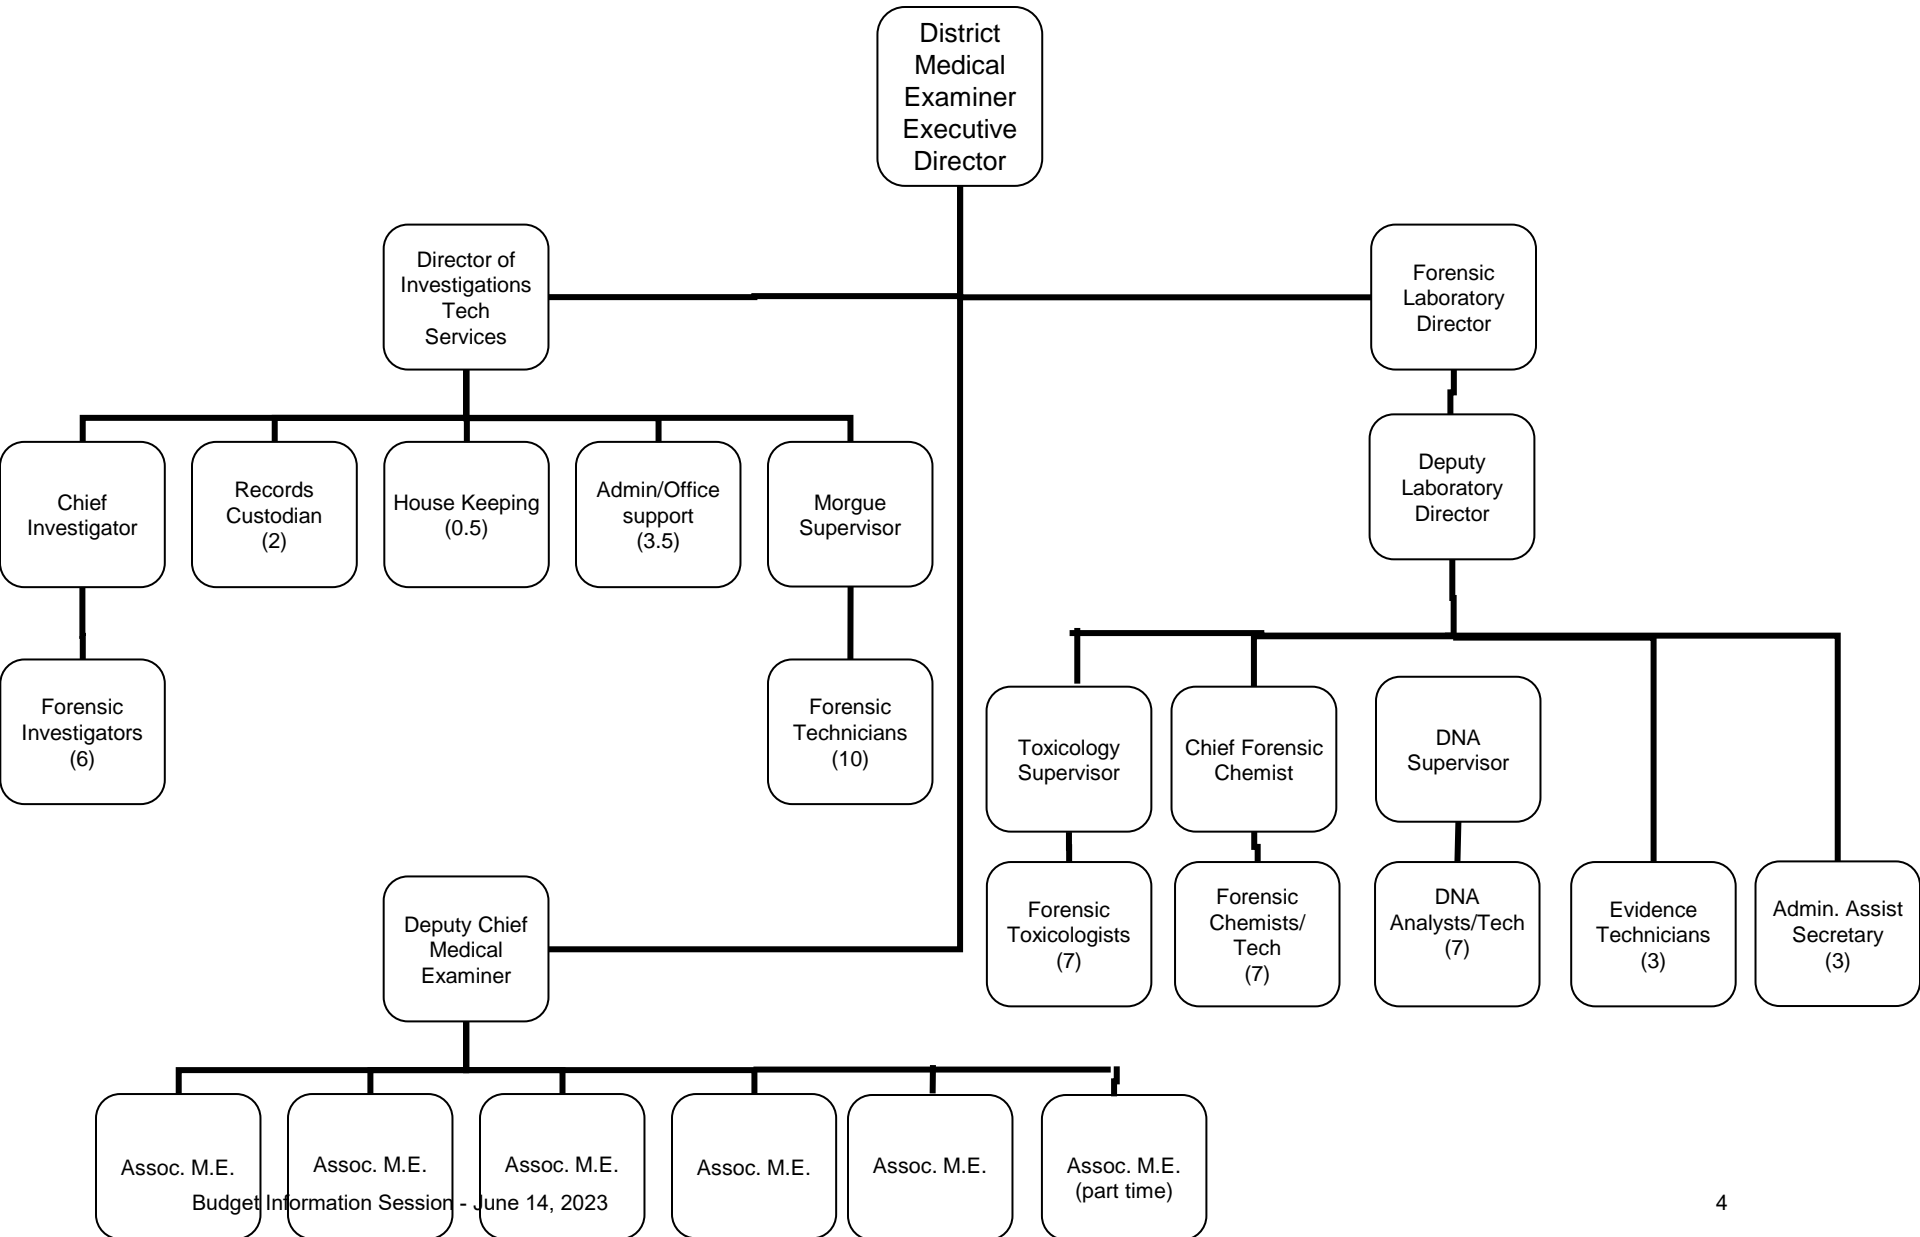 District
Medical
Examiner
Executive
Director
Director of
Investigations
Tech
Services
Forensic
Laboratory
Director
Chief
Investigator
Records
Custodian
(2)
House Keeping
(0.5)
Admin/Office
support
(3.5)
Morgue
Supervisor
Deputy
Laboratory
Director
Forensic
Investigators
(6)
Forensic
Technicians
(10)
Toxicology
Supervisor
Chief Forensic
Chemist
DNA
Supervisor
Deputy Chief
Medical
Examiner
Forensic
Toxicologists
(7)
Forensic
Chemists/
Tech
(7)
DNA
Analysts/Tech
(7)
Evidence
Technicians
(3)
Admin. Assist
Secretary
(3)
Assoc. M.E.
Assoc. M.E.
Assoc. M.E.
Assoc. M.E.
Assoc. M.E.
Assoc. M.E.
(part time)
Budget Information Session - June 14, 2023
4